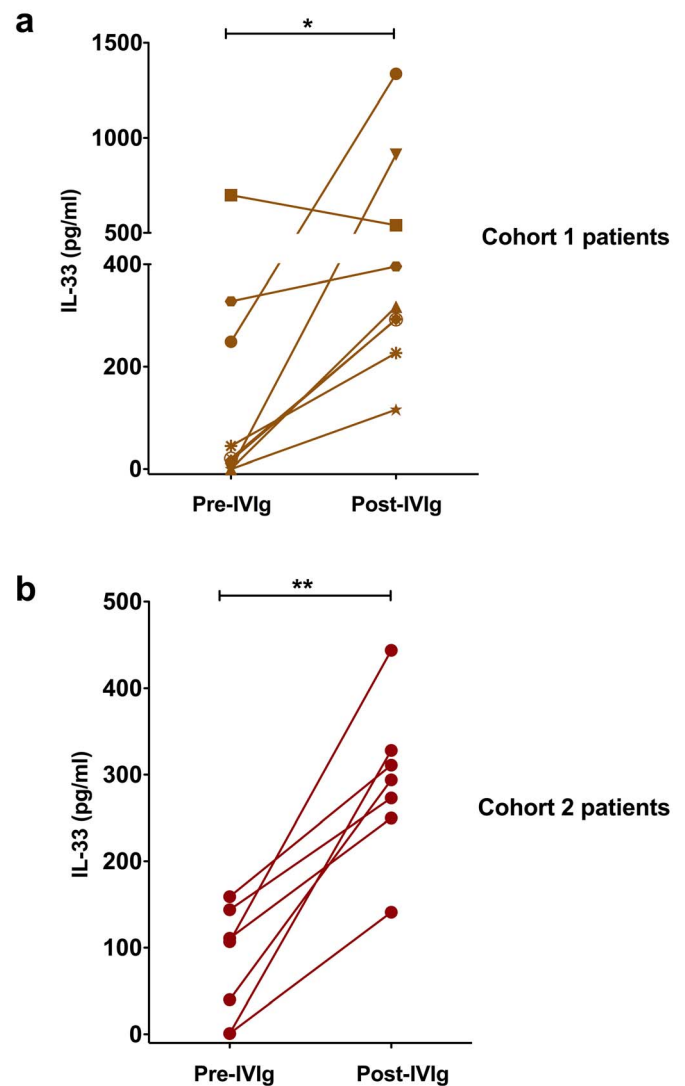 a
*
1500
1000
500
400
200
0
IL-33 (pg/ml)
Pre-IVIg Post-IVIg
Cohort 1 patients
b
**
500
400
300
200
100
0
IL-33 (pg/ml)
Pre-IVIg Post-IVIg
Cohort 2 patients